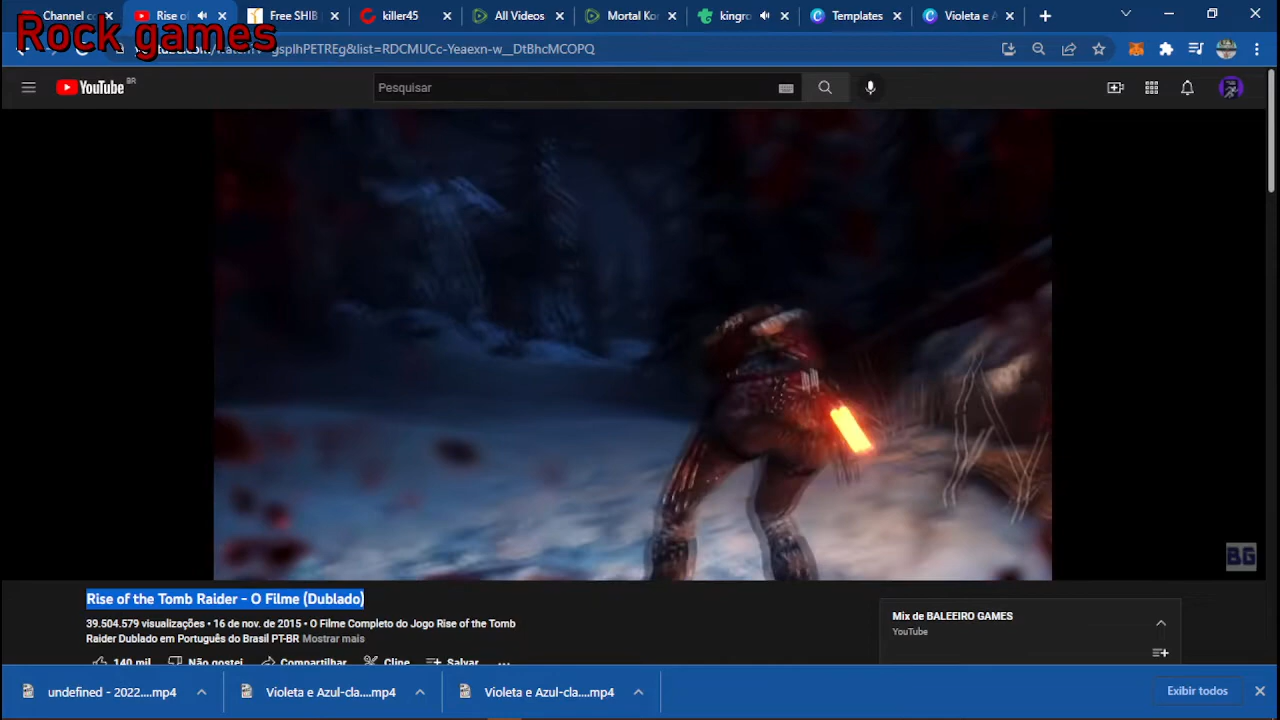 Channel c
Rise o
Free SHIB
killer45
All Videos
Mortal Ko
kingro
Templates
Violeta e A
Rock games
gspIhPETREg&list=RDCMUCc-Yeaexn-w__DtBhcMCOPQ
YouTube BR
Pesquisar
BG
Rise of the Tomb Raider - O Filme (Dublado)
39.504.579 visualizações • 16 de nov. de 2015 • O Filme Completo do Jogo Rise of the Tomb
Raider Dublado em Português do Brasil PT-BR Mostrar mais
140 mil Não gostei Compartilhar Clipe Salvar ...
Mix de BALEEIRO GAMES
YouTube
undefined - 2022....mp4
Violeta e Azul-cla....mp4
Violeta e Azul-cla....mp4
Exibir todos